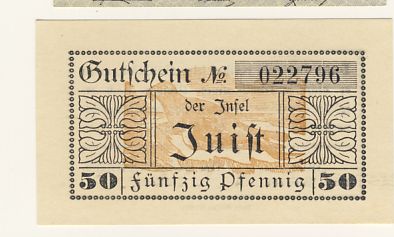 Gutschein No. 022796
der Insel
Juist
50 Fünfzig Pfennig 50